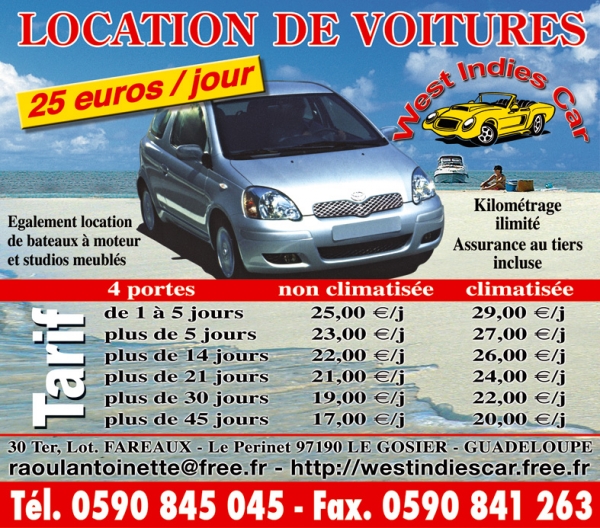 LOCATION DE VOITURES
25 euros / jour
West Indies Car
Egalement location
de bateaux à moteur
et studios meublés
Kilométrage
ilimité
Assurance au tiers
incluse
Tarif
4 portes non climatisée climatisée
de 1 à 5 jours 25,00 €/j 29,00 €/j
plus de 5 jours 23,00 €/j 27,00 €/j
plus de 14 jours 22,00 €/j 26,00 €/j
plus de 21 jours 21,00 €/j 24,00 €/j
plus de 30 jours 19,00 €/j 22,00 €/j
plus de 45 jours 17,00 €/j 20,00 €/j
30 Ter, Lot. FAREAUX - Le Perinet 97190 LE GOSIER - GUADELOUPE
raoulantoinette@free.fr - http://westindiescar.free.fr
Tél. 0590 845 045 - Fax. 0590 841 263